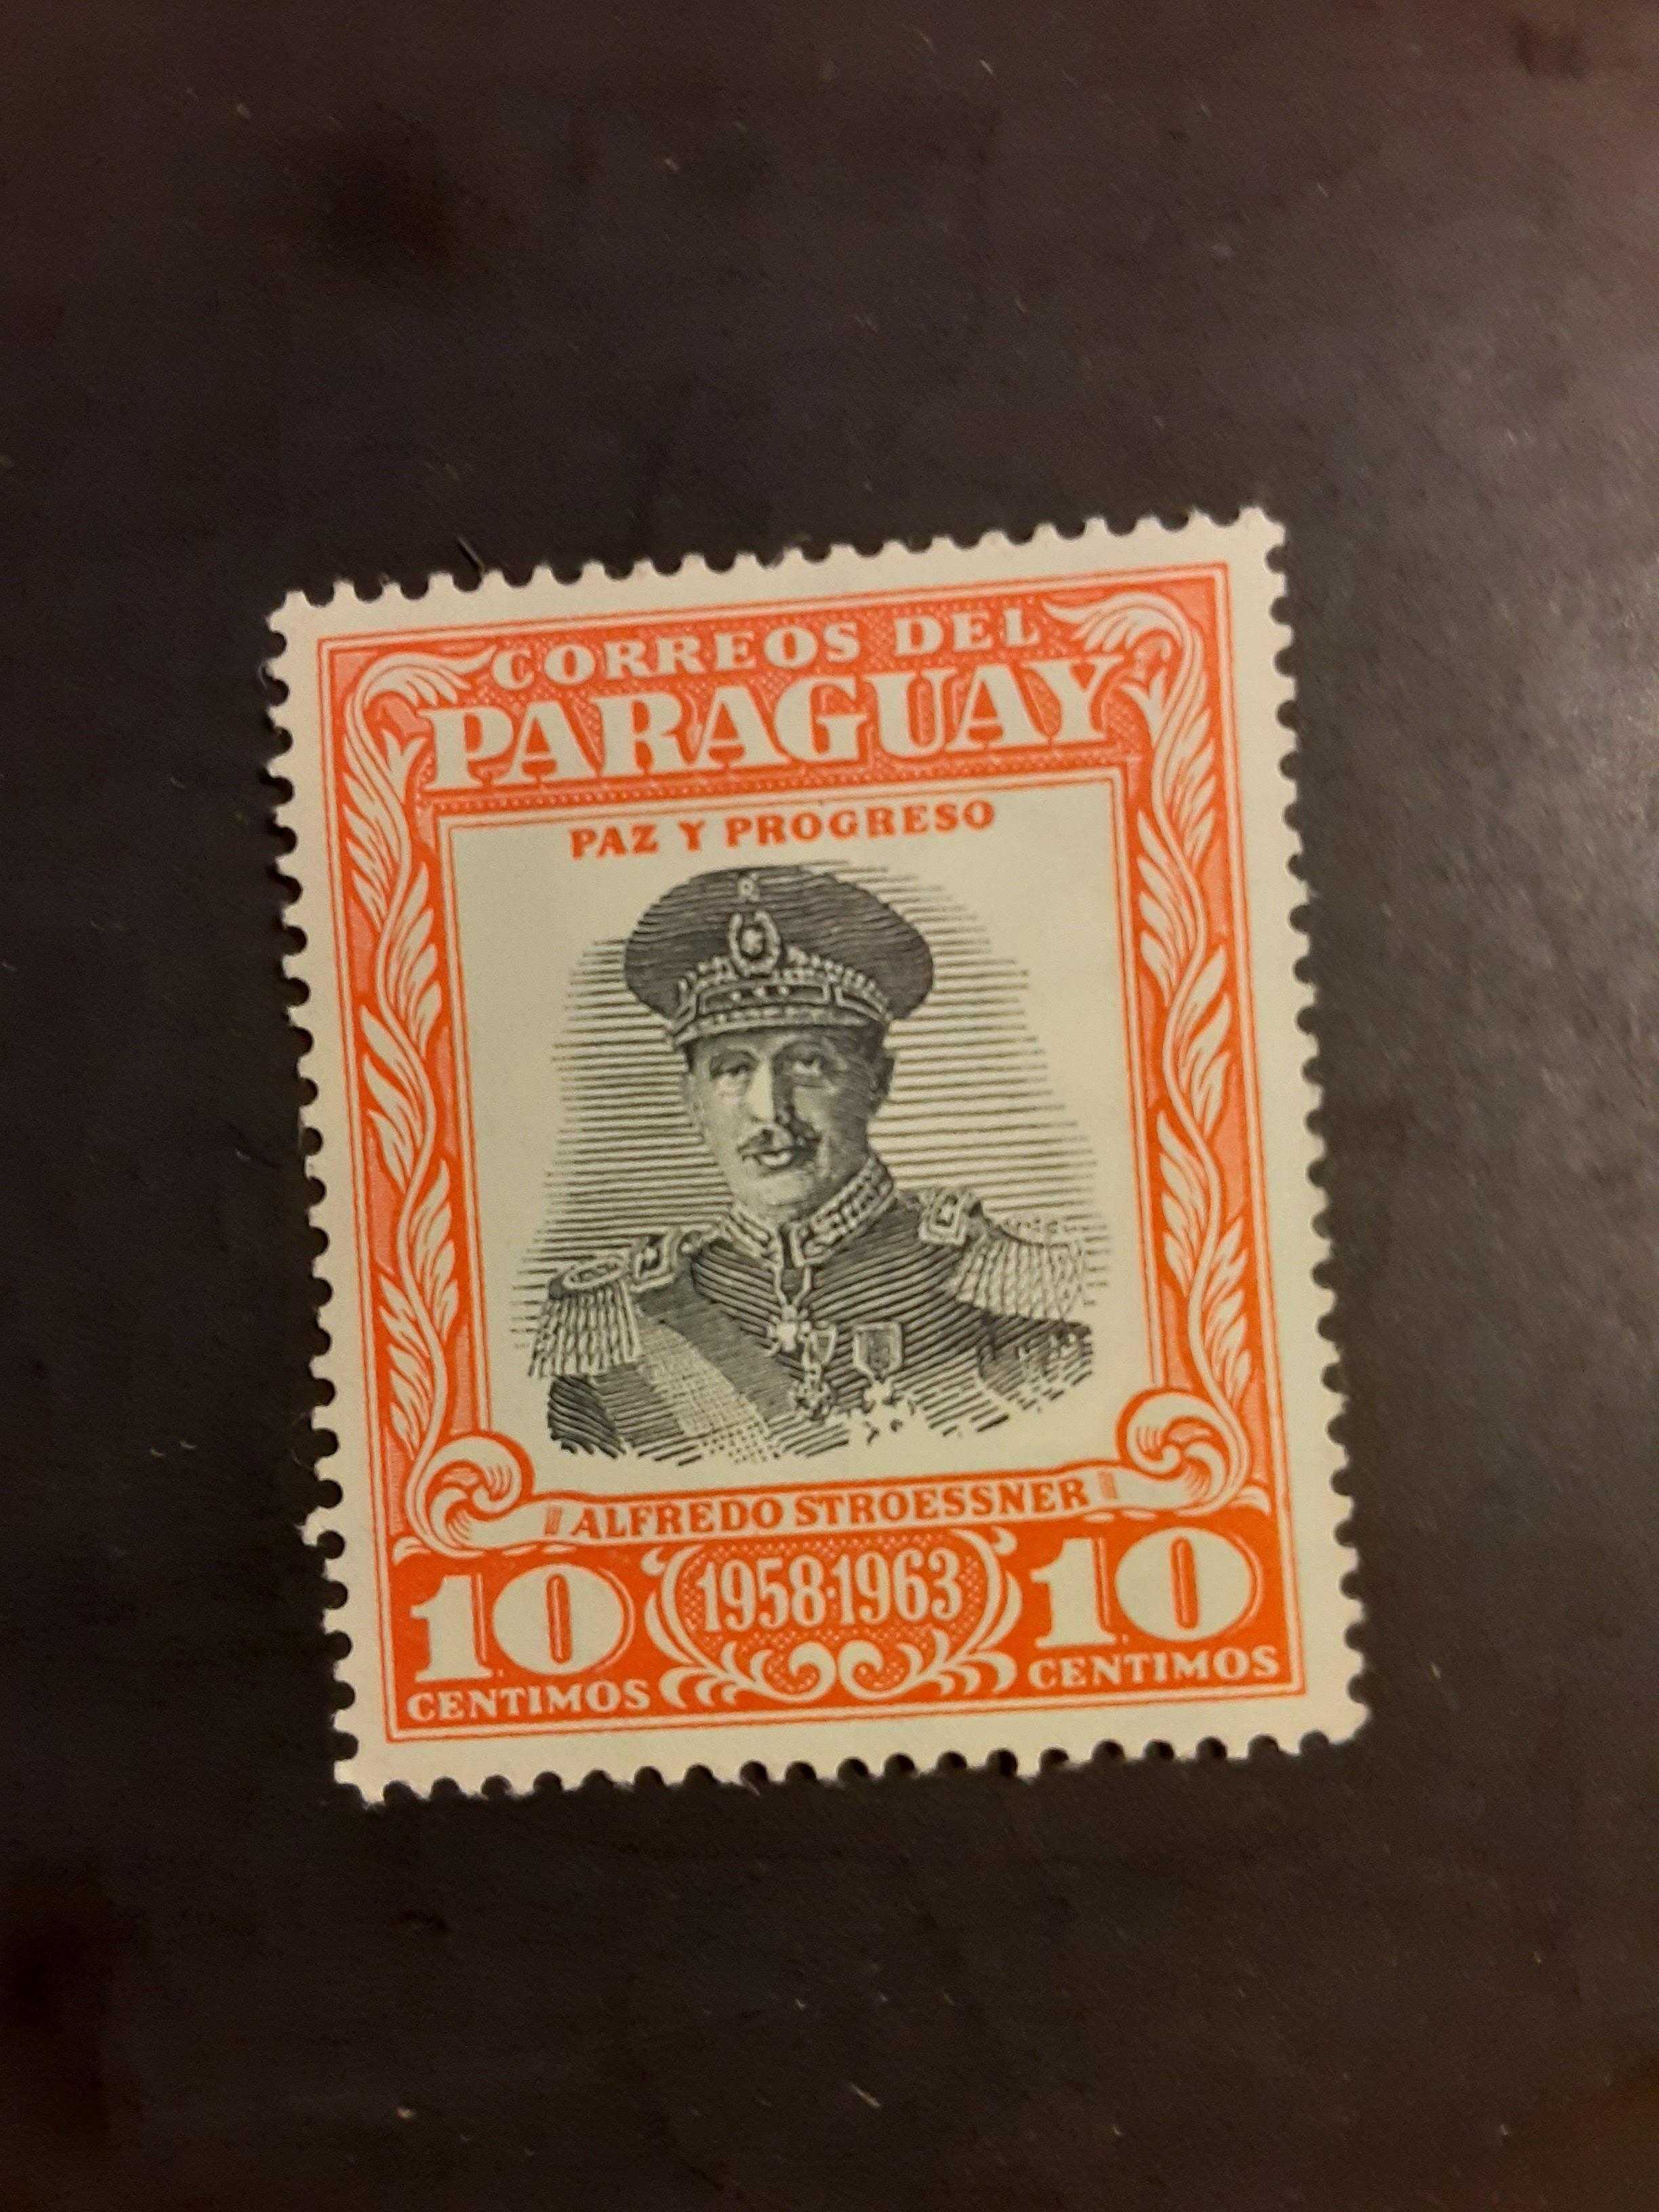 CORREOS DEL
PARAGUAY
PAZ Y PROGRESO
ALFREDO STROESSNER
10 1958·1963 10
CENTIMOS CENTIMOS